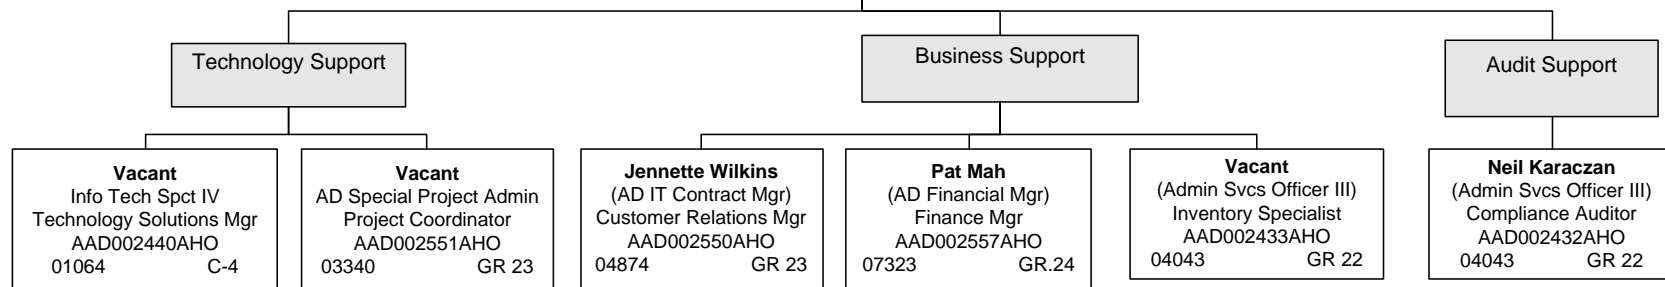 Technology Support
Business Support
Audit Support
Vacant
Info Tech Spct IV
Technology Solutions Mgr
AAD002440AHO
01064 C-4
Vacant
AD Special Project Admin
Project Coordinator
AAD002551AHO
03340 GR 23
Jennette Wilkins
(AD IT Contract Mgr)
Customer Relations Mgr
AAD002550AHO
04874 GR 23
Pat Mah
(AD Financial Mgr)
Finance Mgr
AAD002557AHO
07323 GR.24
Vacant
(Admin Svcs Officer III)
Inventory Specialist
AAD002433AHO
04043 GR 22
Neil Karaczan
(Admin Svcs Officer III)
Compliance Auditor
AAD002432AHO
04043 GR 22